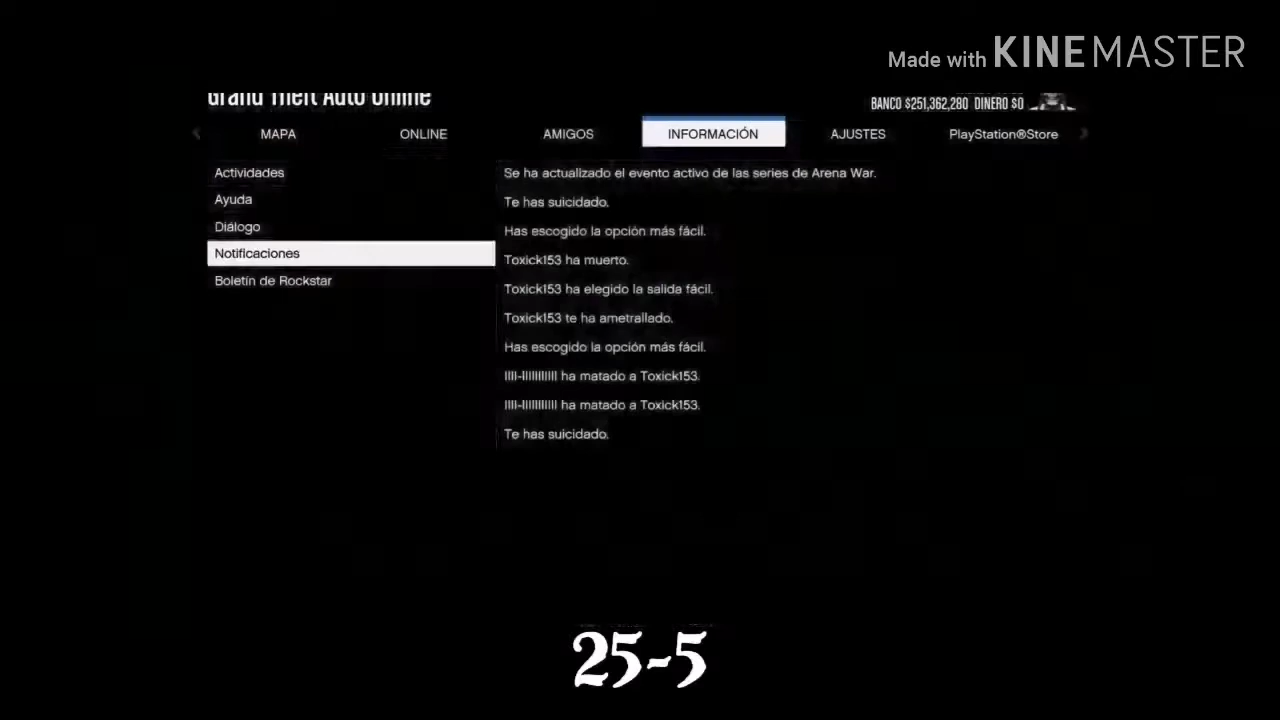 Made with KINEMASTER
Grand Theft Auto Online
BANCO $251,362,280 DINERO $0
MAPA ONLINE AMIGOS INFORMACIÓN AJUSTES PlayStation®Store
Actividades
Ayuda
Diálogo
Notificaciones
Boletín de Rockstar
Se ha actualizado el evento activo de las series de Arena War.
Te has suicidado.
Has escogido la opción más fácil.
Toxick153 ha muerto.
Toxick153 ha elegido la salida fácil.
Toxick153 te ha ametrallado.
Has escogido la opción más fácil.
ha matado a Toxick153.
ha matado a Toxick153.
Te has suicidado.
25-5